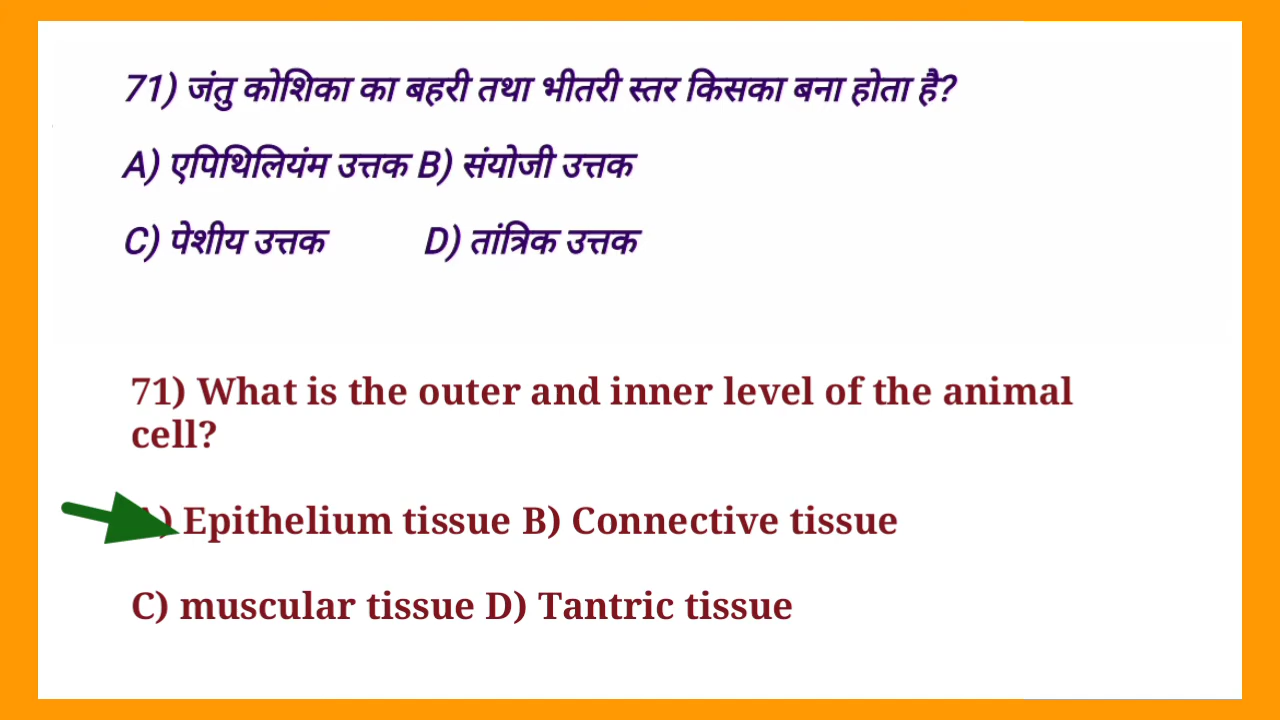 71) जंतु कोशिका का बहरी तथा भीतरी स्तर किसका बना होता है?
A) एपिथिलियंम उत्तक B) संयोजी उत्तक
C) पेशीय उत्तक D) तांत्रिक उत्तक
71) What is the outer and inner level of the animal
cell?
A) Epithelium tissue B) Connective tissue
C) muscular tissue D) Tantric tissue